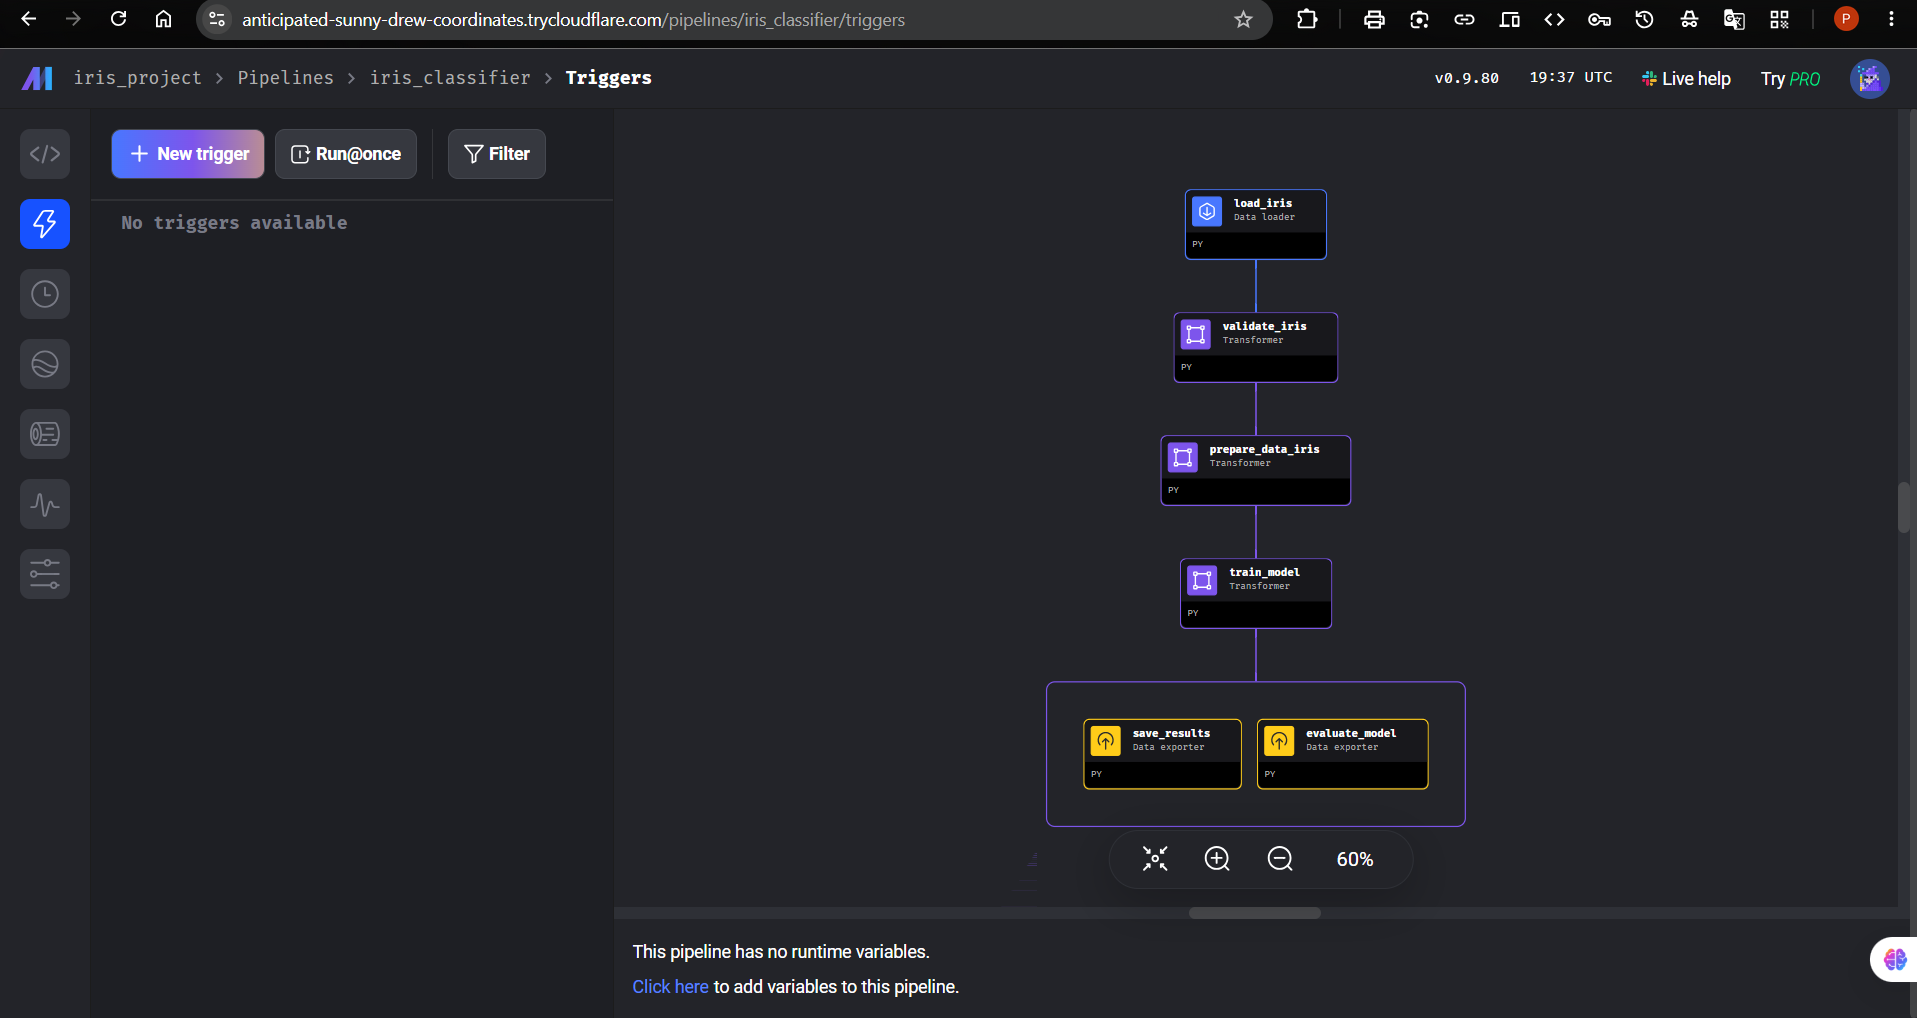 anticipated-sunny-drew-coordinates.trycloudflare.com/pipelines/iris_classifier/triggers
P
iris_project > Pipelines > iris_classifier > Triggers
v0.9.80
19:37 UTC
Live help
Try PRO
+ New trigger
Run@once
Filter
No triggers available
load_iris
Data loader
PY
validate_iris
Transformer
PY
prepare_data_iris
Transformer
PY
train_model
Transformer
PY
save_results
Data exporter
PY
evaluate_model
Data exporter
PY
60%
This pipeline has no runtime variables.
Click here to add variables to this pipeline.